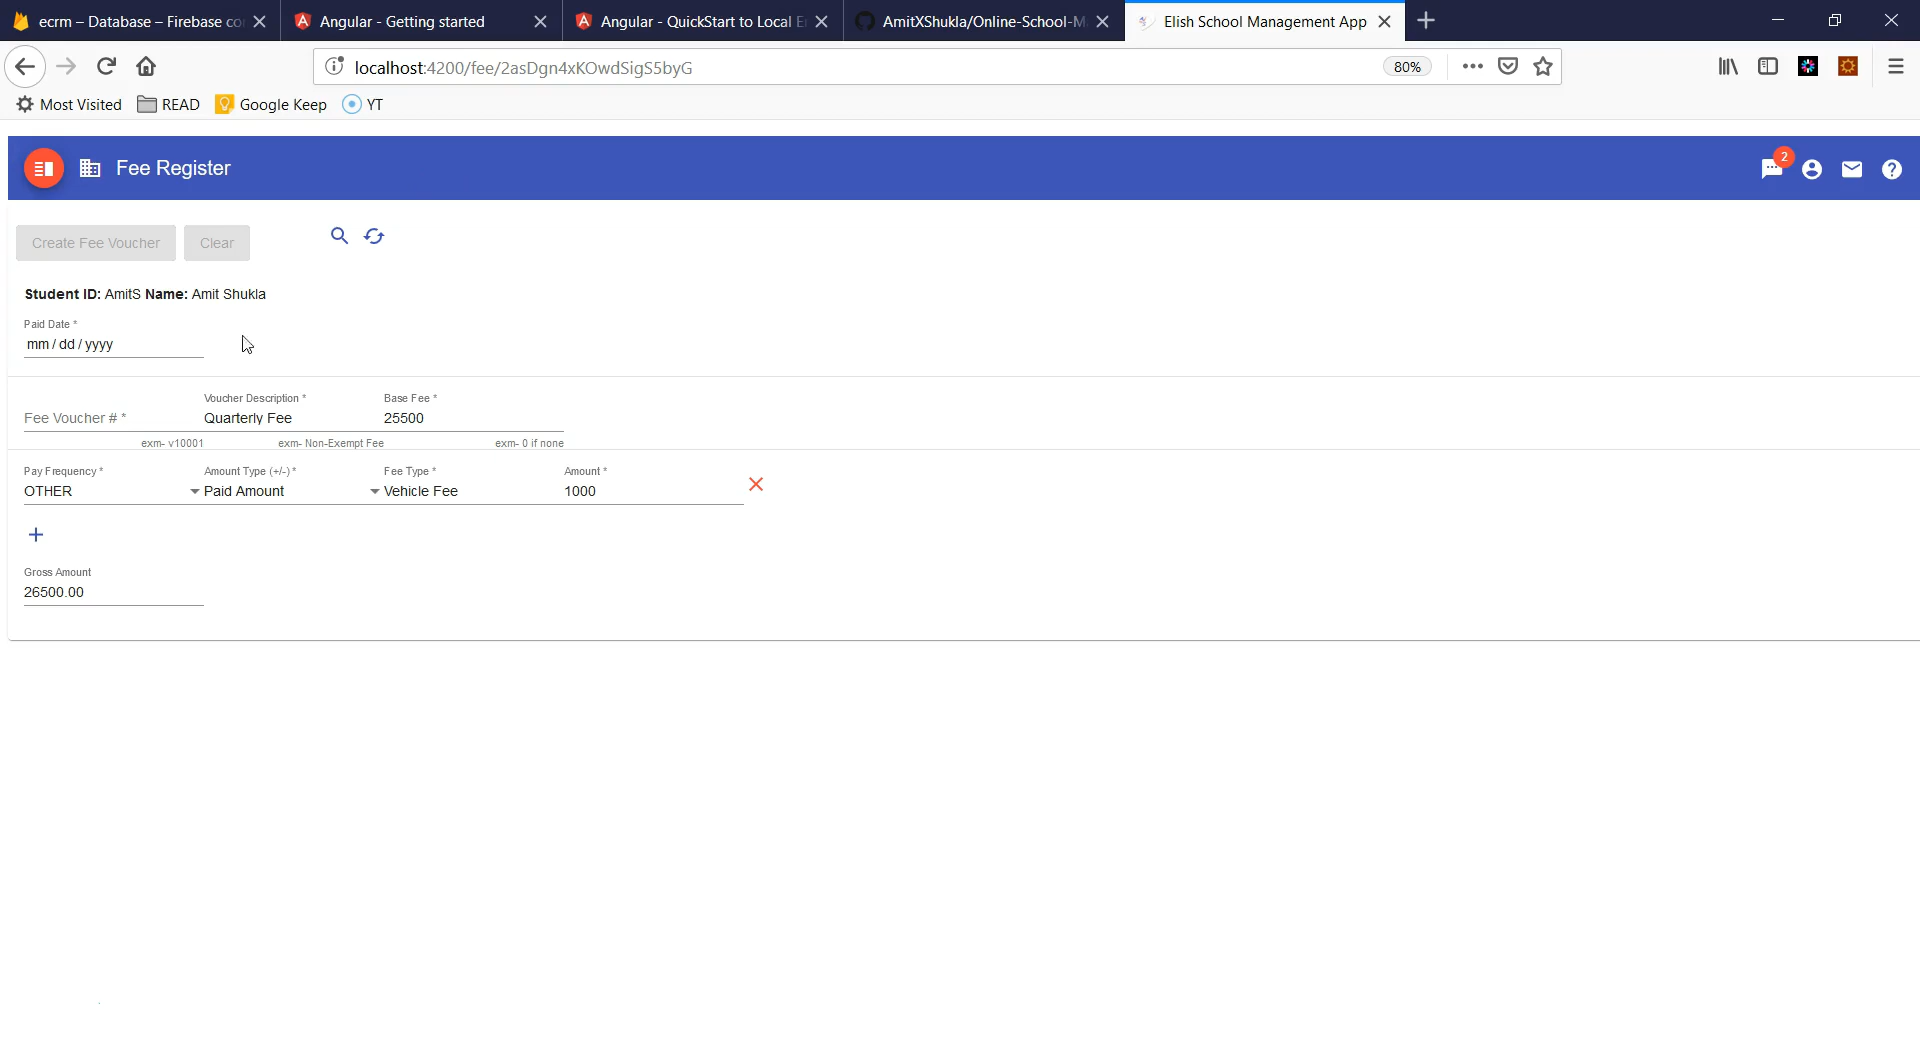 ecrm – Database – Firebase co
Angular - Getting started
Angular - QuickStart to Local E
AmitXShukla/Online-School-M
Elish School Management App
localhost:4200/fee/2asDgn4xKOwdSigS5byG
80%
Most Visited
READ
Google Keep
YT
Fee Register
2
Create Fee Voucher
Clear
Student ID: AmitS Name: Amit Shukla
Paid Date *
mm / dd / yyyy
Voucher Description *
Base Fee *
Fee Voucher # *
Quarterly Fee
25500
exm- v10001
exm- Non-Exempt Fee
exm- 0 if none
Pay Frequency *
Amount Type (+/-) *
Fee Type *
Amount *
OTHER
Paid Amount
Vehicle Fee
1000
Gross Amount
26500.00